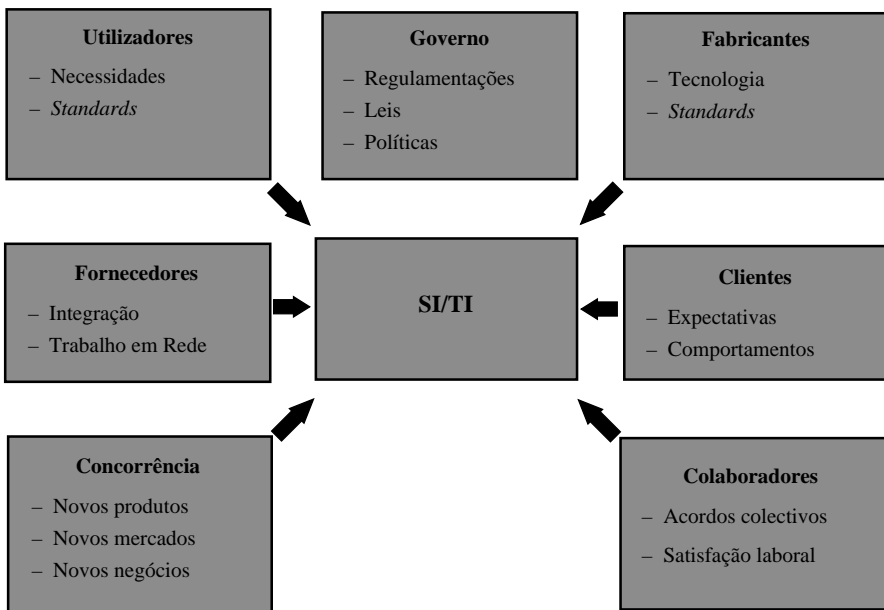 Utilizadores
– Necessidades
– Standards
Governo
– Regulamentações
– Leis
– Políticas
Fabricantes
– Tecnologia
– Standards
Fornecedores
– Integração
– Trabalho em Rede
SI/TI
Clientes
– Expectativas
– Comportamentos
Concorrência
– Novos produtos
– Novos mercados
– Novos negócios
Colaboradores
– Acordos colectivos
– Satisfação laboral